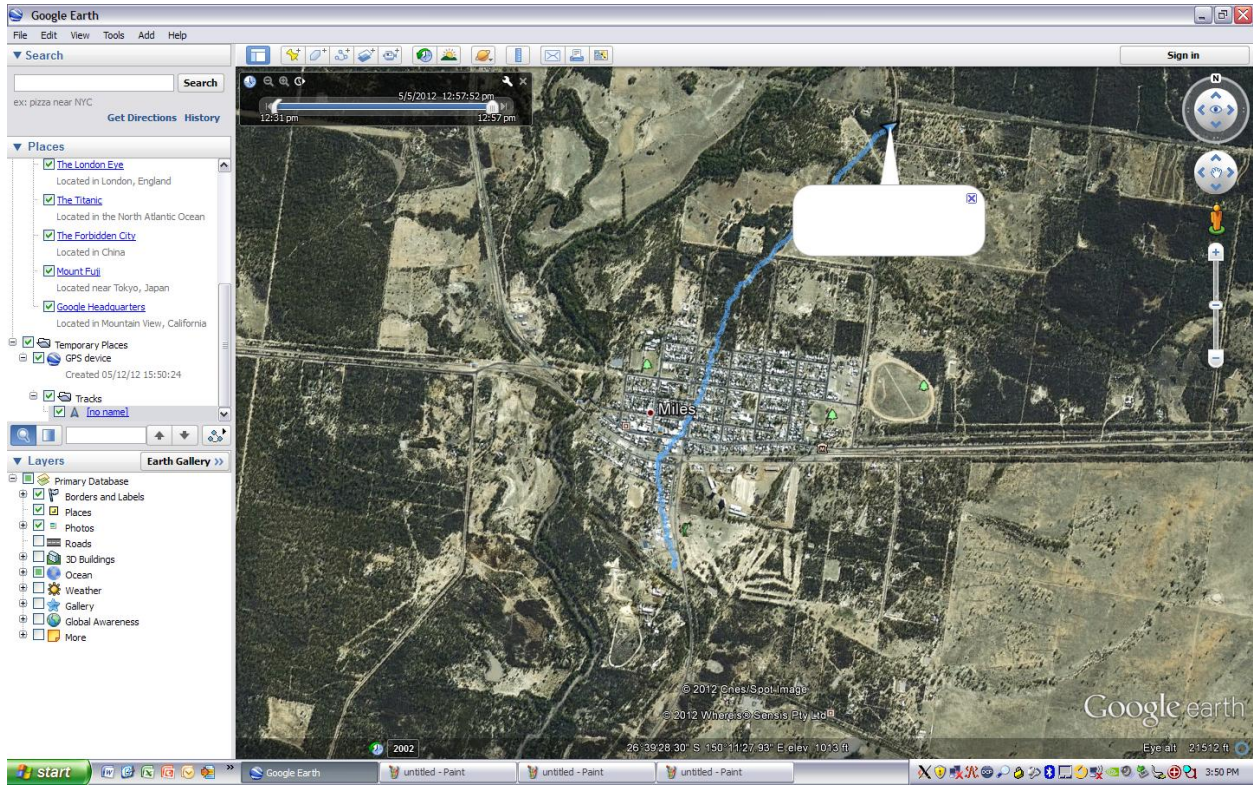 Google Earth
File Edit View Tools Add Help
Search
Sign in
Search
ex: pizza near NYC
Get Directions History
Places
The London Eye
Located in London, England
The Titanic
Located in the North Atlantic Ocean
The Forbidden City
Located in China
Mount Fuji
Located near Tokyo, Japan
Google Headquarters
Located in Mountain View, California
Temporary Places
GPS device
Created 05/12/12 15:50:24
Tracks
[no name]
Layers
Earth Gallery >>
Primary Database
Borders and Labels
Places
Photos
Roads
3D Buildings
Ocean
Weather
Gallery
Global Awareness
More
5/5/2012 12:57:52 pm
12:31 pm 12:57 pm
N
Miles
© 2012 Cnes/Spot Image
© 2012 Whereis® Sensis Pty Ltd
Google earth
2002
26°39'28.30" S 150°11'27.93" E elev 1013 ft
Eye alt 21512 ft
start
Google Earth
untitled - Paint
untitled - Paint
untitled - Paint
3:50 PM